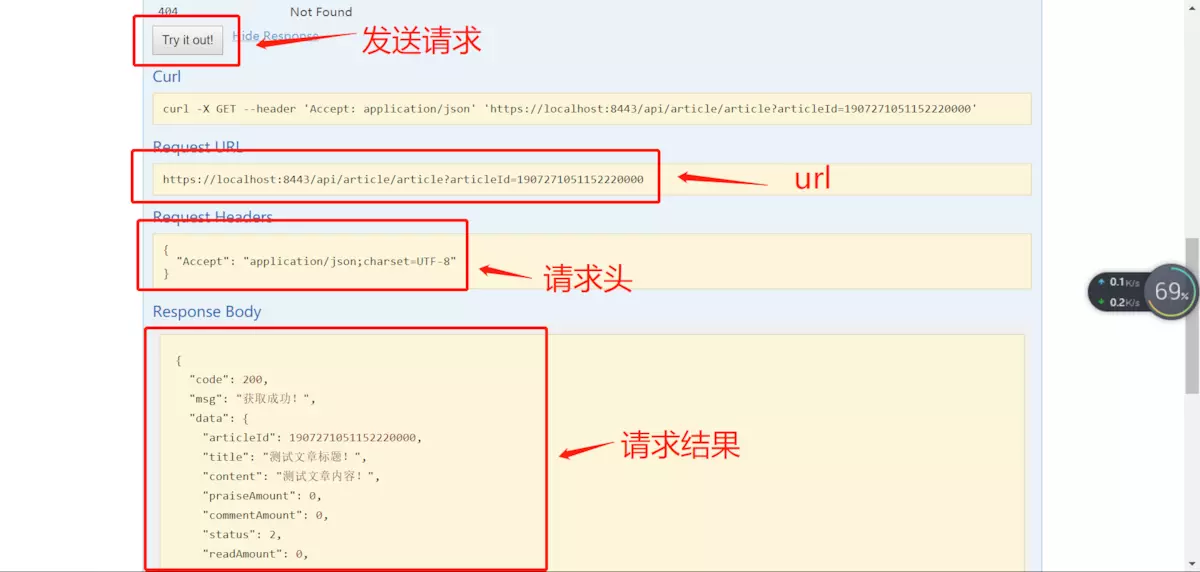 404 Not Found
Try it out! Hide Response 发送请求
Curl
curl -X GET --header 'Accept: application/json' 'https://localhost:8443/api/article/article?articleId=1907271051152220000'
Request URL
https://localhost:8443/api/article/article?articleId=1907271051152220000 url
Request Headers
{
"Accept": "application/json;charset=UTF-8"
}
请求头
Response Body
{
"code": 200,
"msg": "获取成功!",
"data": {
"articleId": 1907271051152220000,
"title": "测试文章标题!",
"content": "测试文章内容!",
"praiseAmount": 0,
"commentAmount": 0,
"status": 2,
"readAmount": 0,
请求结果
0.1K/s
0.2K/s
69%